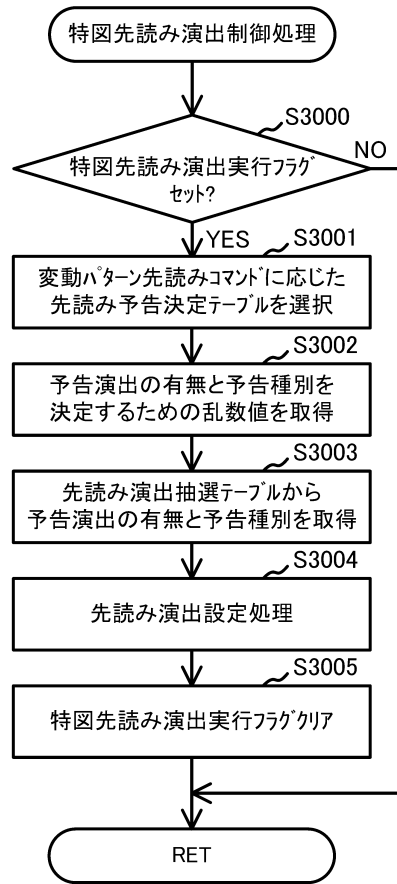 特図先読み演出制御処理
S3000
特図先読み演出実行フラグ
セット?
NO
YES
S3001
変動パターン先読みコマンドに応じた
先読み予告決定テーブルを選択
S3002
予告演出の有無と予告種別を
決定するための乱数値を取得
S3003
先読み演出抽選テーブルから
予告演出の有無と予告種別を取得
S3004
先読み演出設定処理
S3005
特図先読み演出実行フラグクリア
RET